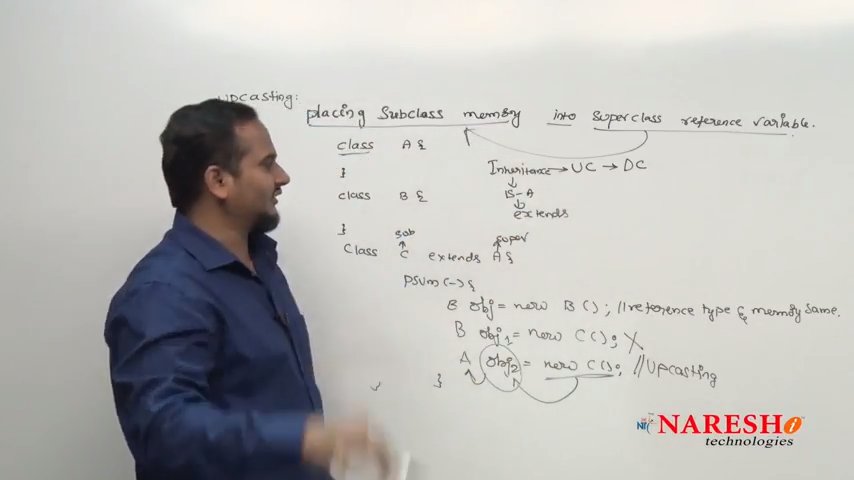 Upcasting:
placing Subclass memory into Superclass reference variable.
class A {
}
Inheritance → UC → DC
IS-A
extends
class B {
}
sub super
Class C extends A {
psvm (-) {
B obj = new B(); // reference type & memory same.
B obj1 = new C(); X
A obj2 = new C(); // Upcasting
}
NARESH i
technologies